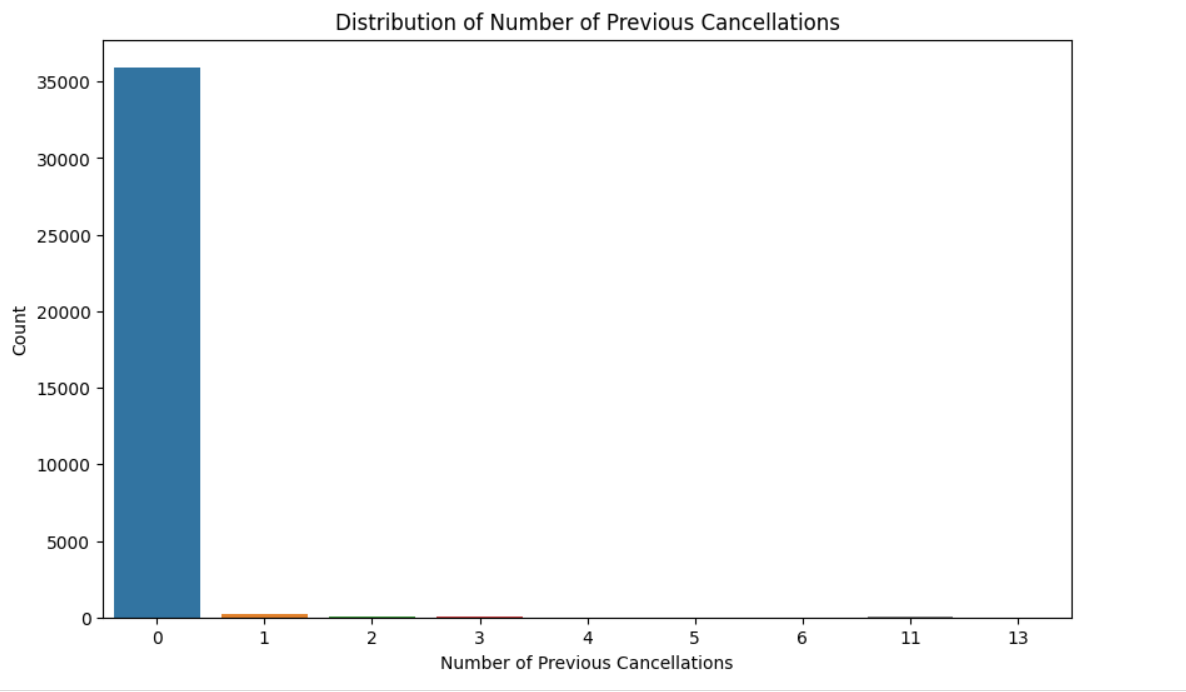 Distribution of Number of Previous Cancellations
35000
30000
25000
20000
15000
10000
5000
0
Count
0 1 2 3 4 5 6 11 13
Number of Previous Cancellations